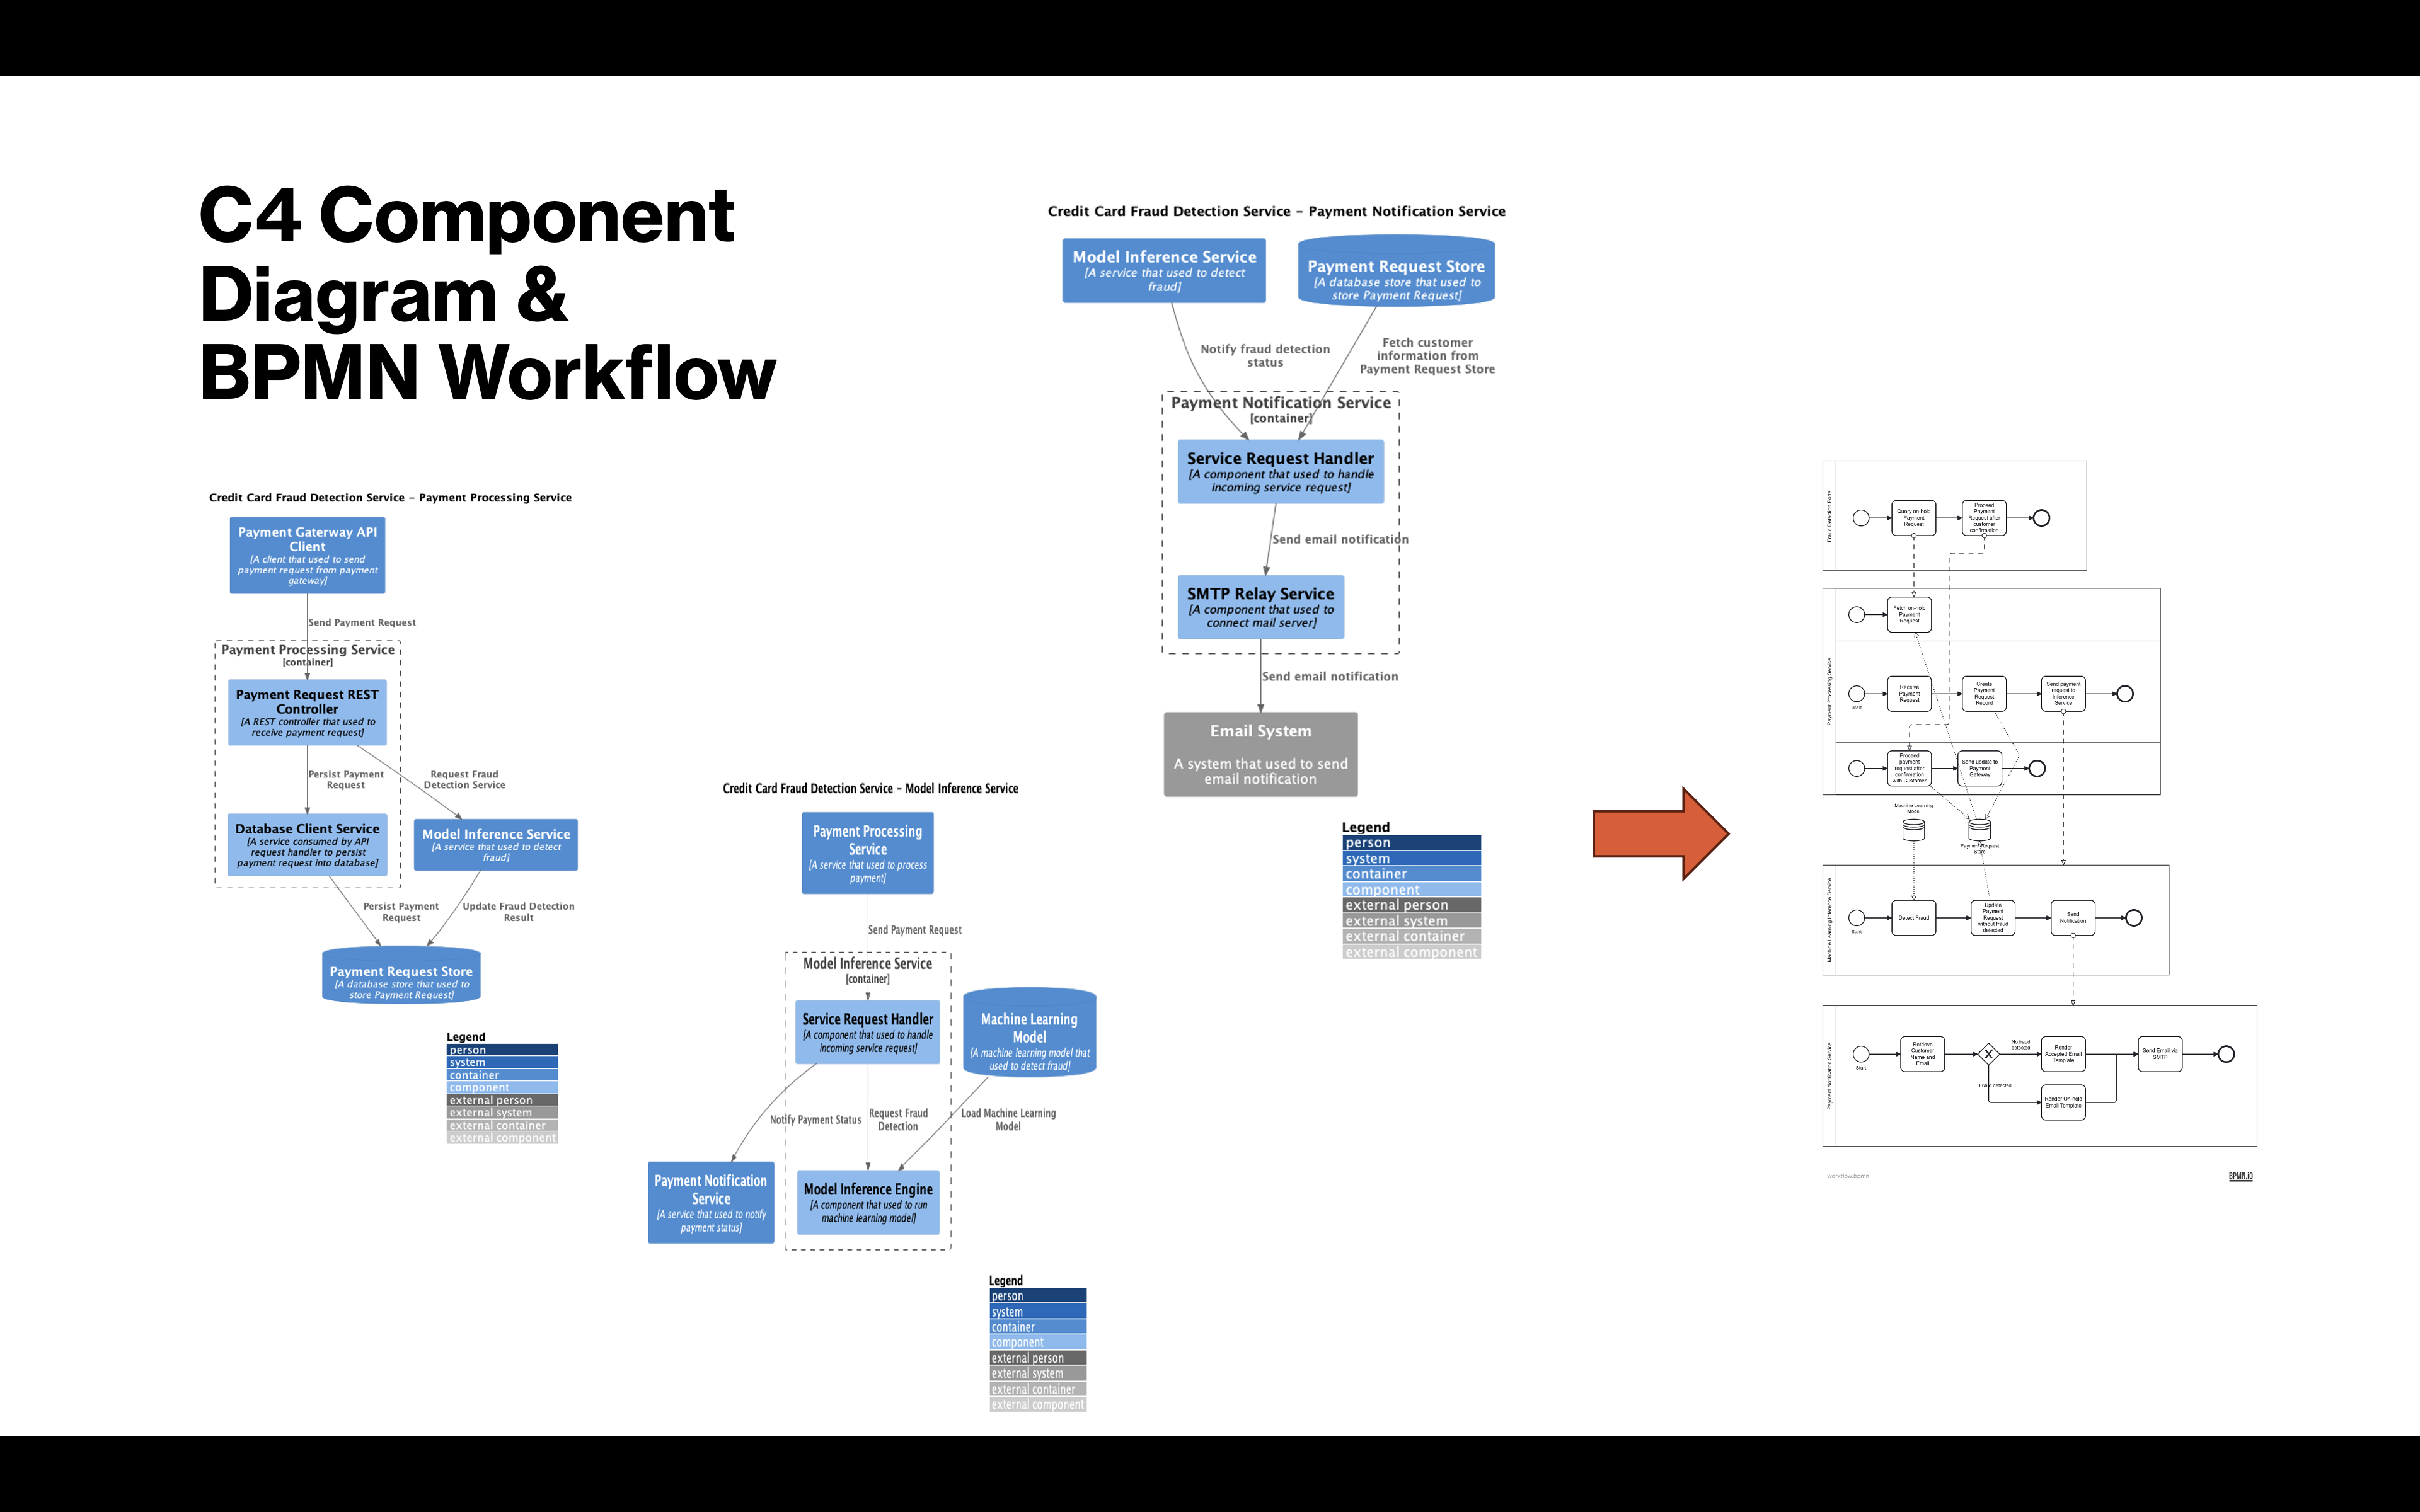 C4 Component
Diagram &
BPMN Workflow
Credit Card Fraud Detection Service - Payment Processing Service
Payment Gaterway API
Client
[A client that used to send
payment request from payment
gateway]
Send Payment Request
Payment Processing Service
[container]
Payment Request REST
Controller
[A REST controller that used to
receive payment request]
Persist Payment
Request
Request Fraud
Detection Service
Database Client Service
[A service consumed by API
request handler to persist
payment request into database]
Model Inference Service
[A service that used to detect
fraud]
Persist Payment
Request
Update Fraud Detection
Result
Payment Request Store
[A database store that used to
store Payment Request]
Legend
person
system
container
component
external person
external system
external container
external component
Credit Card Fraud Detection Service - Model Inference Service
Payment Processing
Service
[A service that used to process
payment]
Send Payment Request
Model Inference Service
[container]
Service Request Handler
[A component that used to handle
incoming service request]
Machine Learning
Model
[A machine learning model that
used to detect fraud]
Notify Payment Status
Request Fraud
Detection
Load Machine Learning
Model
Payment Notification
Service
[A service that used to notify
payment status]
Model Inference Engine
[A component that used to run
machine learning model]
Legend
person
system
container
component
external person
external system
external container
external component
Credit Card Fraud Detection Service - Payment Notification Service
Model Inference Service
[A service that used to detect
fraud]
Payment Request Store
[A database store that used to
store Payment Request]
Notify fraud detection
status
Fetch customer
information from
Payment Request Store
Payment Notification Service
[container]
Service Request Handler
[A component that used to handle
incoming service request]
Send email notification
SMTP Relay Service
[A component that used to
connect mail server]
Send email notification
Email System
A system that used to send
email notification
Legend
person
system
container
component
external person
external system
external container
external component
Fraud Detection Portal
Query on-hold
Payment
Request
Proceed
Payment
Request after
customer
confirmation
Payment Processing Service
Fetch on-hold
Payment
Request
Start
Receive
Payment
Request
Create
Payment
Request
Record
Send payment
request to
Inference
Service
Proceed
payment
request after
confirmation
with Customer
Send update to
Payment
Gateway
Machine Learning
Model
Payment Request
Store
Machine Learning Inference Service
Start
Detect Fraud
Update
Payment
Request
without fraud
detected
Send
Notification
Payment Notification Service
Start
Retrieve
Customer
Name and
Email
No fraud
detected
Fraud detected
Render
Accepted Email
Template
Render On-hold
Email Template
Send Email via
SMTP
workflow.bpmn
BPMN.iO